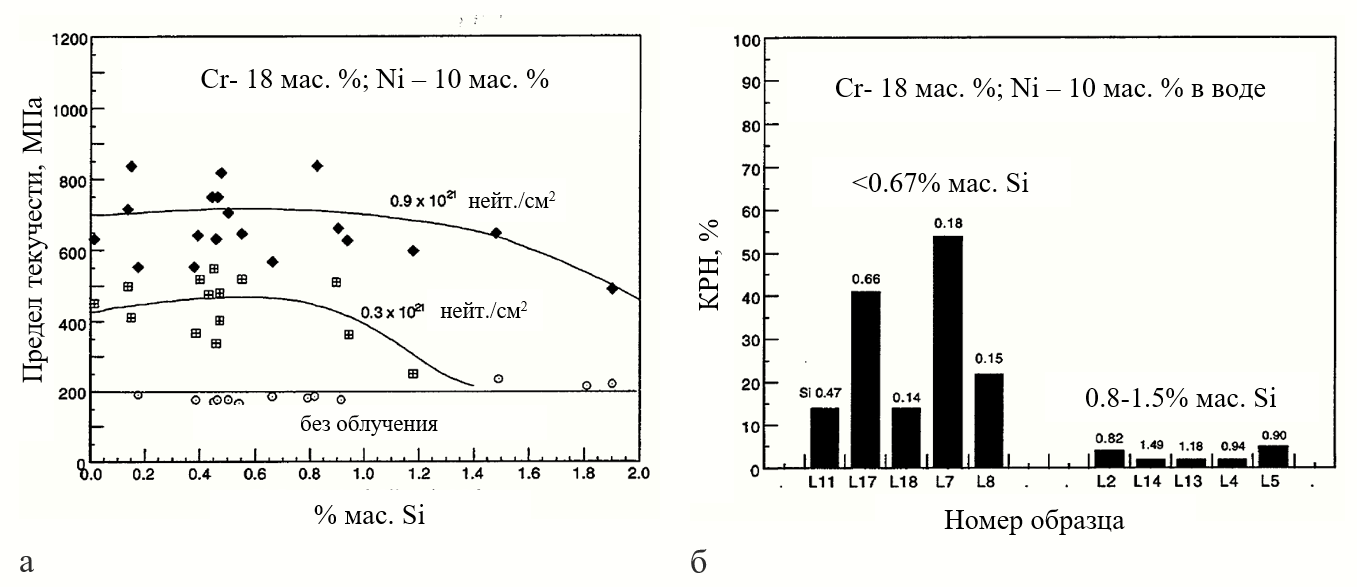 1200
1000
800
600
400
200
0
Предел текучести, МПа
Cr- 18 мас. %; Ni – 10 мас. %
0.9 x 10²¹ нейт./см²
0.3 x 10²¹ нейт./см²
без облучения
0.0 0.2 0.4 0.6 0.8 1.0 1.2 1.4 1.6 1.8 2.0
% мас. Si
а
100
90
80
70
60
50
40
30
20
10
0
КРН, %
Cr- 18 мас. %; Ni – 10 мас. % в воде
<0.67% мас. Si
0.8-1.5% мас. Si
Si 0.47 0.66 0.14 0.18 0.15 0.82 1.49 1.18 0.94 0.90
L11 L17 L18 L7 L8 L2 L14 L13 L4 L5
Номер образца
б